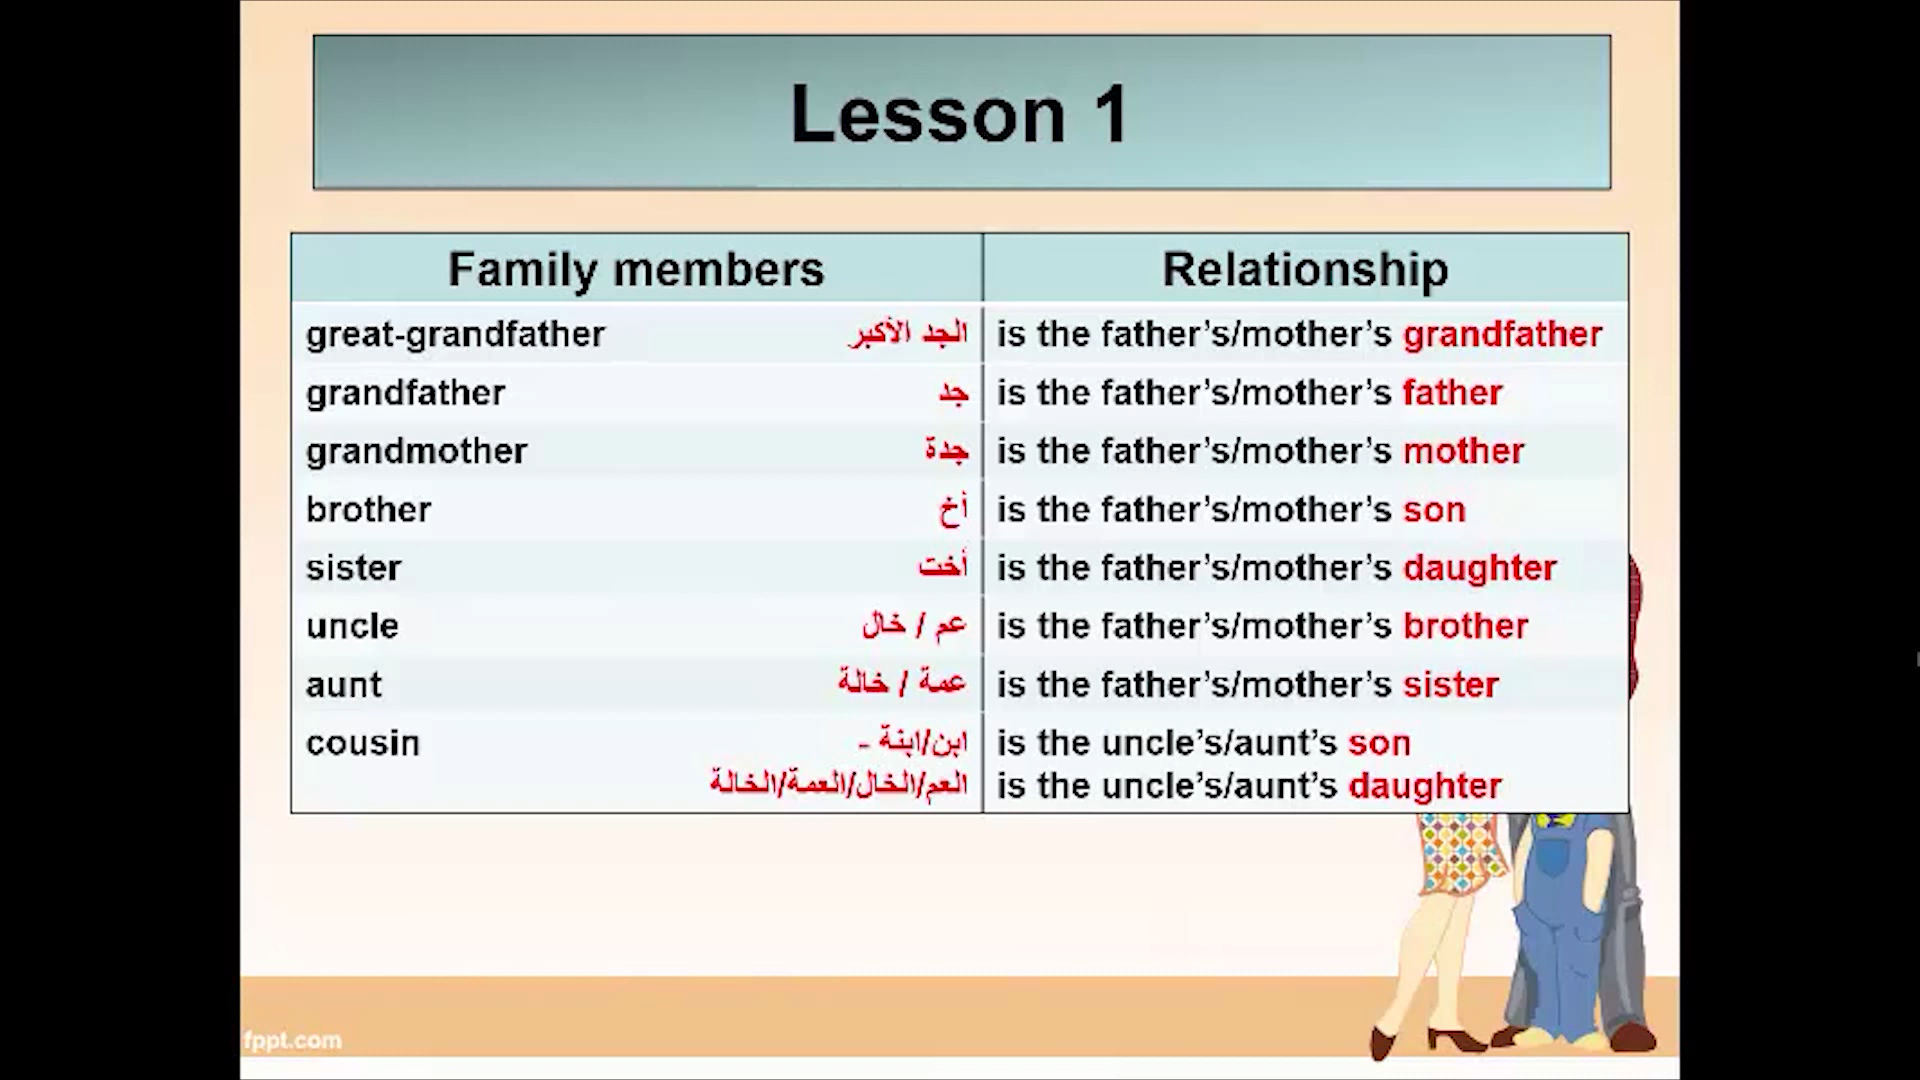 Lesson 1
Family members Relationship
great-grandfather الجد الأكبر is the father's/mother's grandfather
grandfather جد is the father's/mother's father
grandmother جدة is the father's/mother's mother
brother أخ is the father's/mother's son
sister أخت is the father's/mother's daughter
uncle عم / خال is the father's/mother's brother
aunt عمة / خالة is the father's/mother's sister
cousin ابن/ابنة - is the uncle's/aunt's son
العم/الخال/العمة/الخالة is the uncle's/aunt's daughter
fppt.com